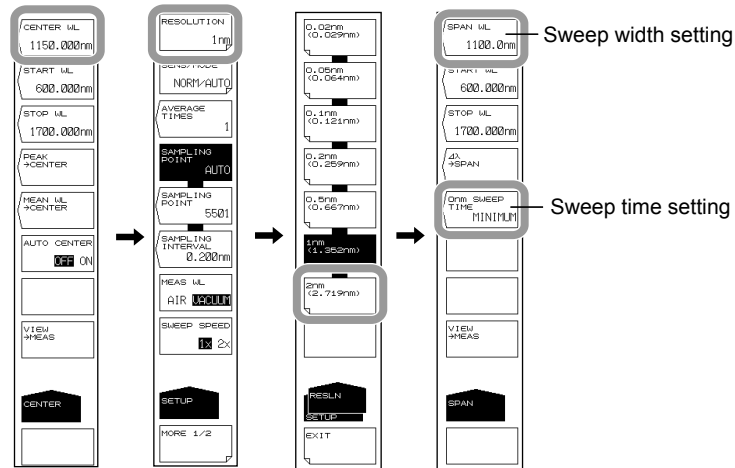 CENTER WL
1150.000nm
START WL
600.000nm
STOP WL
1700.000nm
PEAK
→CENTER
MEAN WL
→CENTER
AUTO CENTER
OFF ON
VIEW
→MEAS
CENTER
RESOLUTION
1nm
SENS/MODE
NORM/AUTO
AVERAGE
TIMES
1
SAMPLING
POINT
AUTO
SAMPLING
POINT
5501
SAMPLING
INTERVAL
0.200nm
MEAS WL
AIR VACUUM
SWEEP SPEED
1x 2x
SETUP
MORE 1/2
0.02nm
(0.029nm)
0.05nm
(0.064nm)
0.1nm
(0.121nm)
0.2nm
(0.259nm)
0.5nm
(0.667nm)
1nm
(1.352nm)
2nm
(2.719nm)
RESLN
SETUP
EXIT
SPAN WL
1100.0nm
START WL
600.000nm
STOP WL
1700.000nm
Δλ
→SPAN
0nm SWEEP
TIME
MINIMUM
VIEW
→MEAS
SPAN
Sweep width setting
Sweep time setting